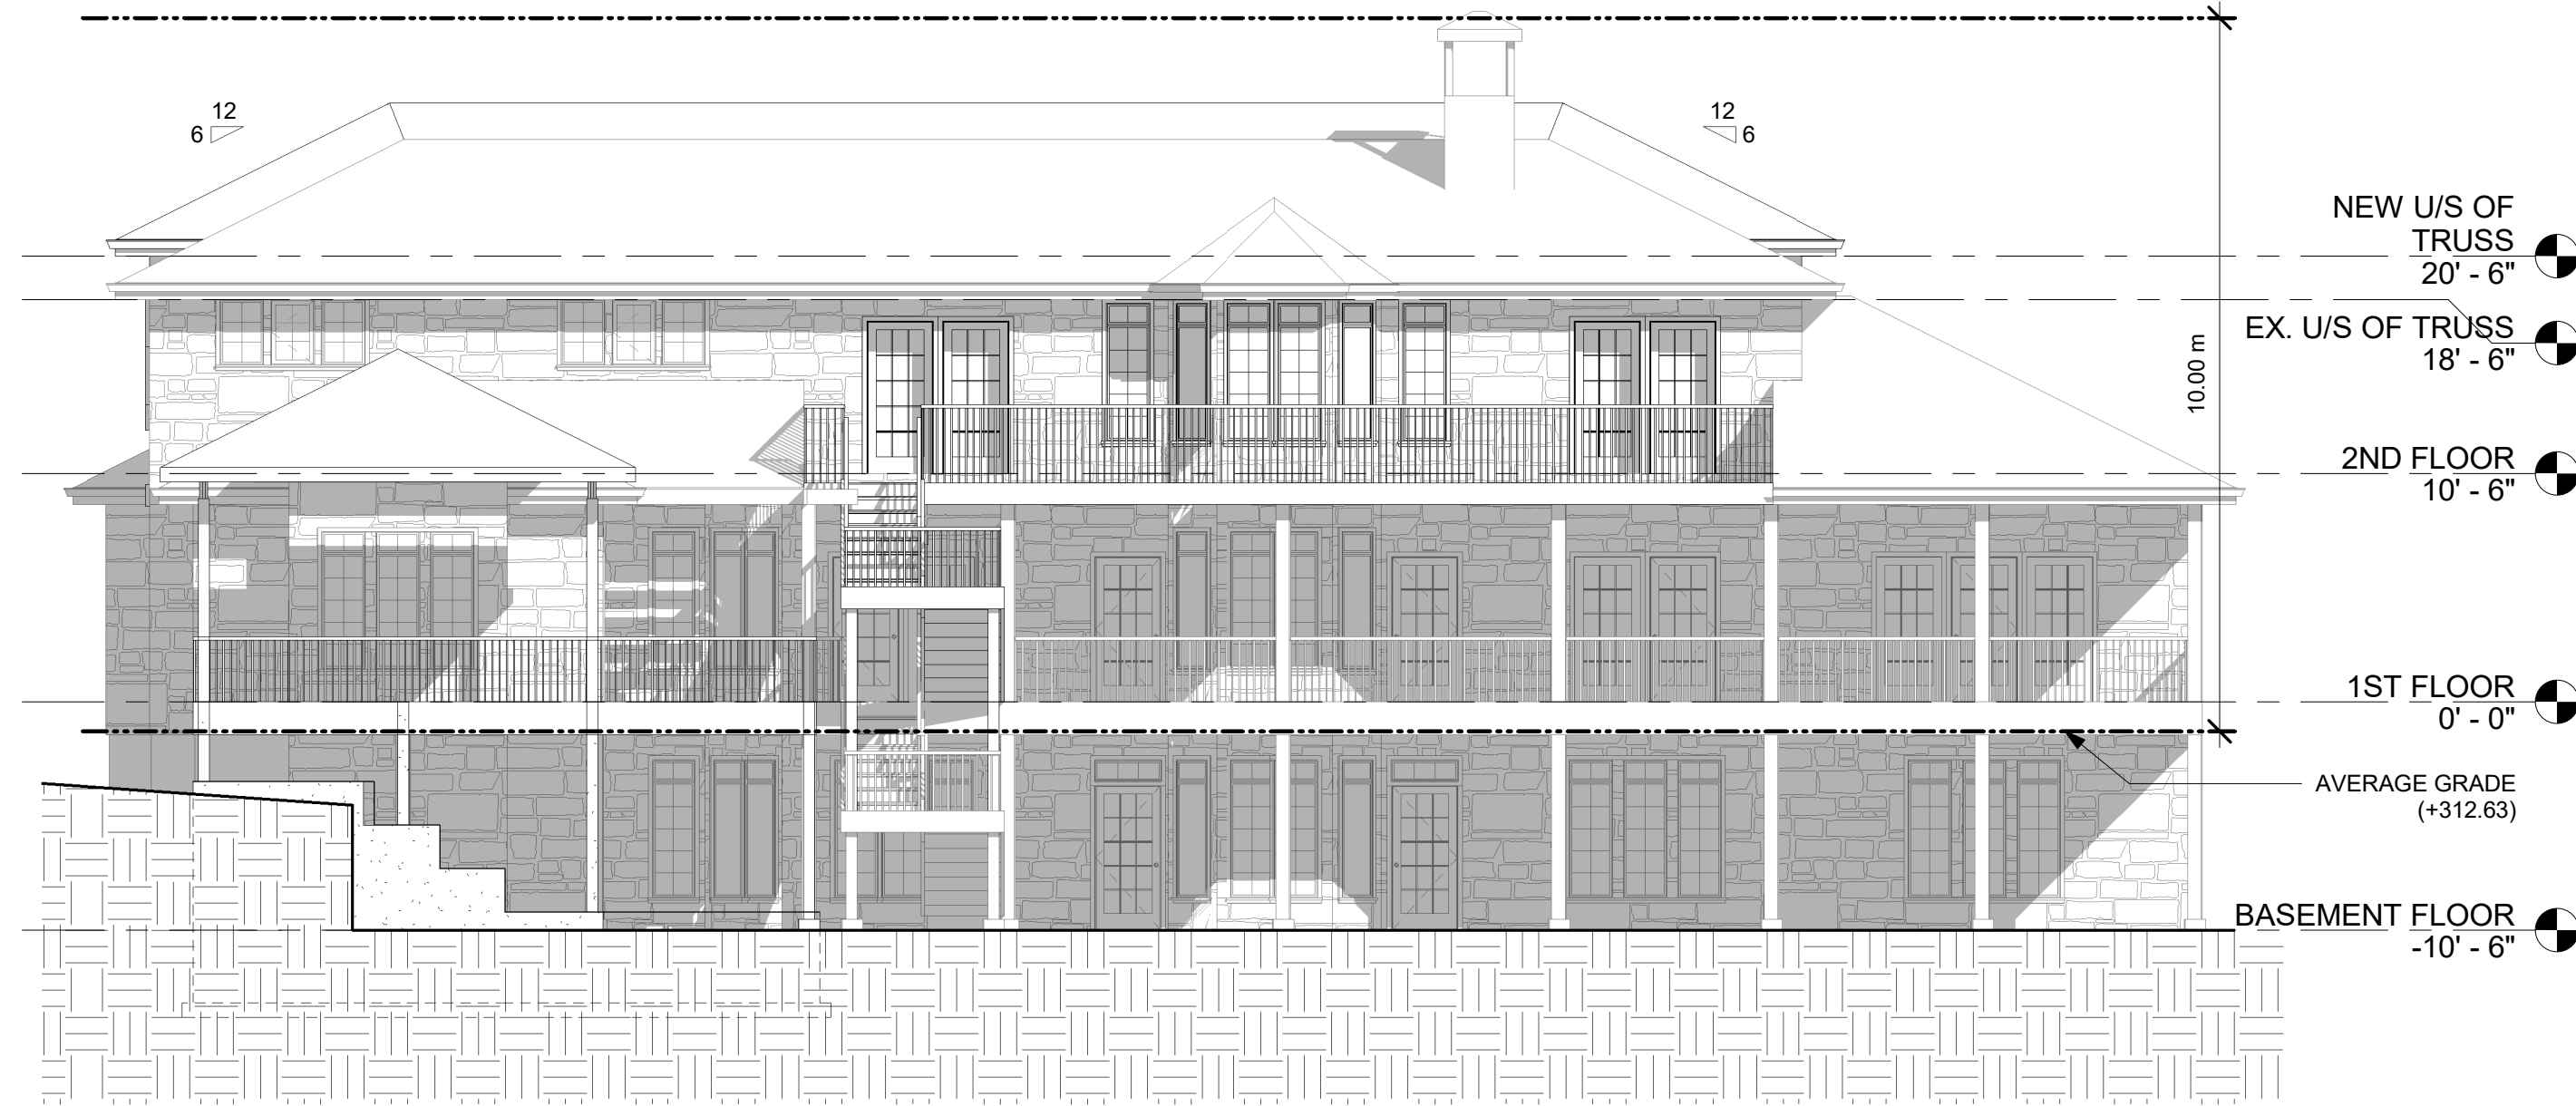 12
6
12
6
NEW U/S OF
TRUSS
20' - 6"
EX. U/S OF TRUSS
18' - 6"
10.00 m
2ND FLOOR
10' - 6"
1ST FLOOR
0' - 0"
AVERAGE GRADE
(+312.63)
BASEMENT FLOOR
-10' - 6"